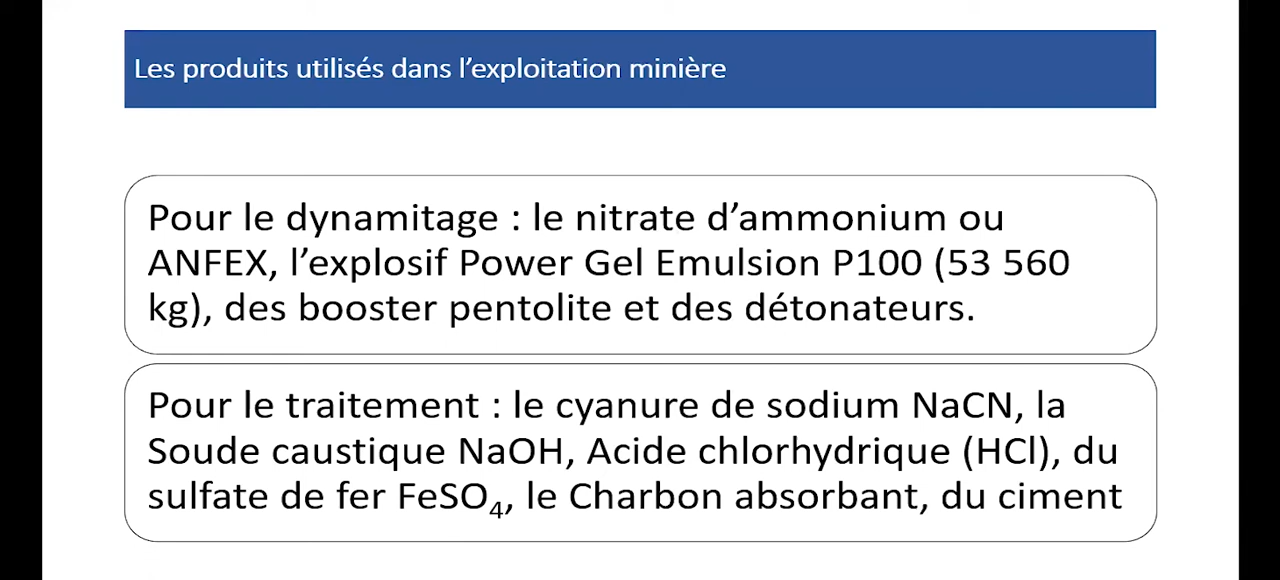 Les produits utilisés dans l’exploitation minière
Pour le dynamitage : le nitrate d’ammonium ou
ANFEX, l’explosif Power Gel Emulsion P100 (53 560
kg), des booster pentolite et des détonateurs.
Pour le traitement : le cyanure de sodium NaCN, la
Soude caustique NaOH, Acide chlorhydrique (HCl), du
sulfate de fer FeSO₄, le Charbon absorbant, du ciment